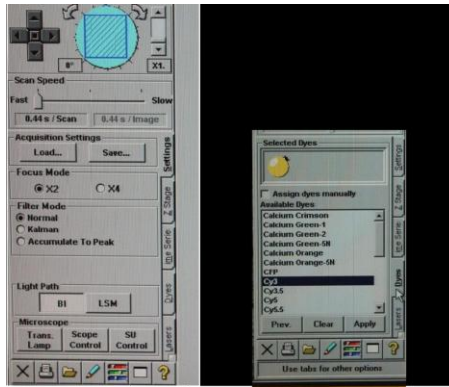 8°
X1.
Scan Speed
Fast
Slow
0.44 s / Scan
0.44 s / Image
Acquisition Settings
Load...
Save...
Focus Mode
X2
X4
Filter Mode
Normal
Kalman
Accumulate To Peak
Light Path
B1
LSM
Microscope
Trans. Lamp
Scope Control
SU Control
Settings
Z Stage
Dyes
Lasers
Selected Dyes
Assign dyes manually
Available Dyes
Calcium Crimson
Calcium Green-1
Calcium Green-2
Calcium Green-5N
Calcium Orange
Calcium Orange-5N
CFP
Cy3
Cy3.5
Cy5
Cy5.5
Prev.
Clear
Apply
Settings
Z Stage
Dyes
Lasers
Use tabs for other options